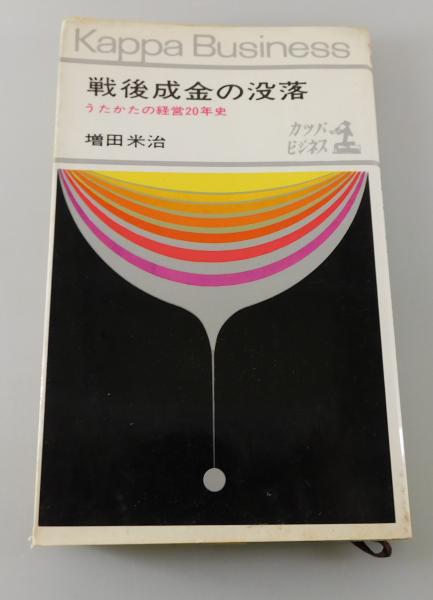 Kappa Business
戦後成金の没落
うたかたの経営20年史
増田米治
カッパ
ビジネス